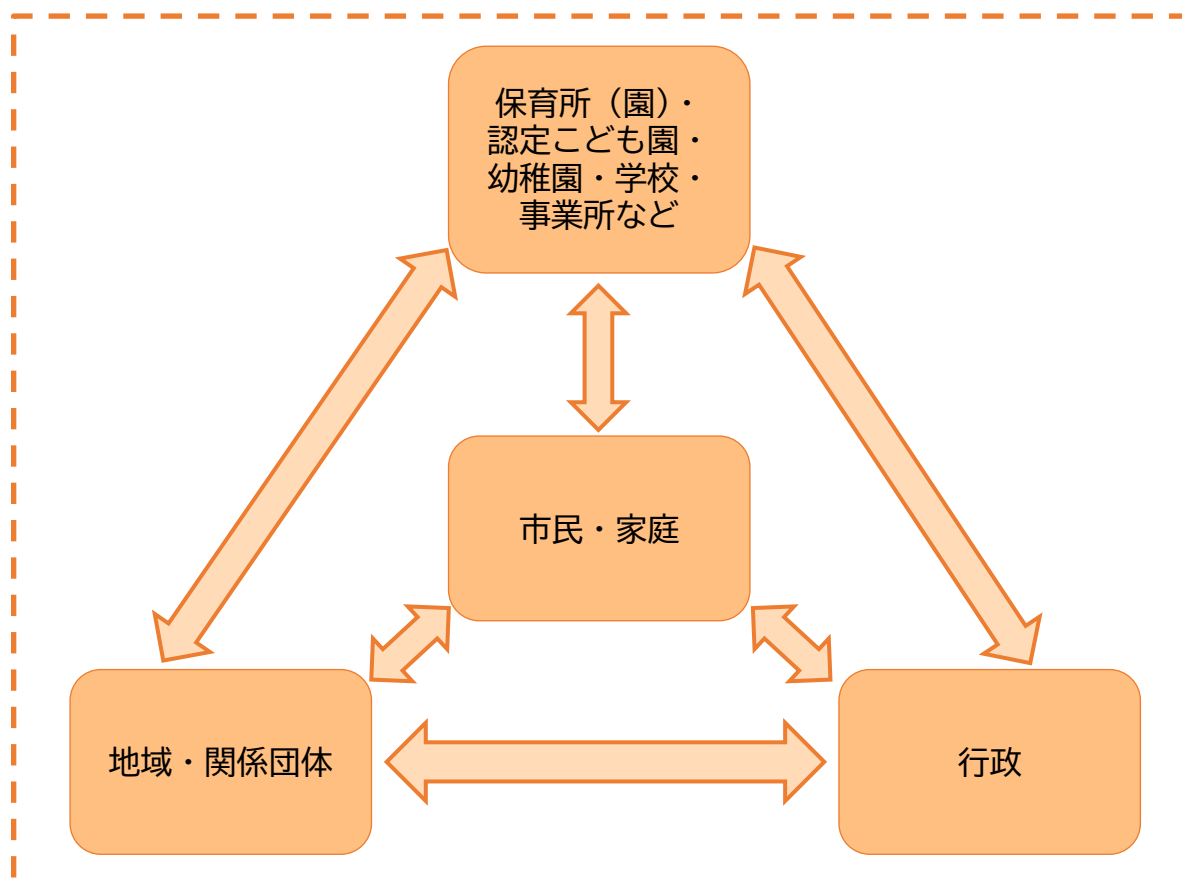 保育所（園）・
認定こども園・
幼稚園・学校・
事業所など
市民・家庭
地域・関係団体
行政